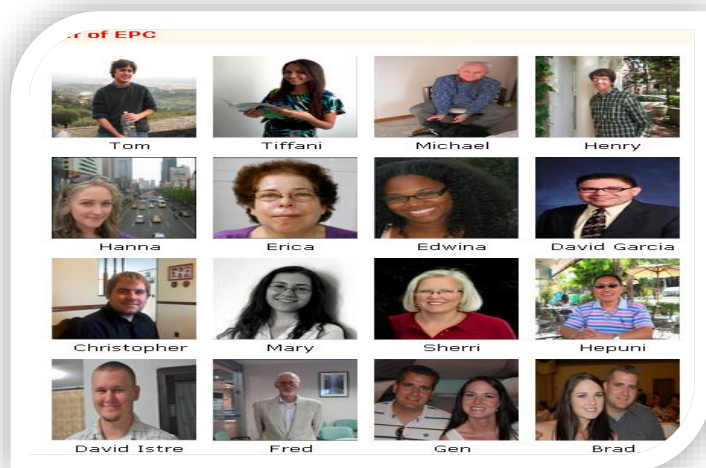 r of EPC
Tom Tiffani Michael Henry
Hanna Erica Edwina David Garcia
Christopher Mary Sherri Hepuni
David Istre Fred Gen Brad